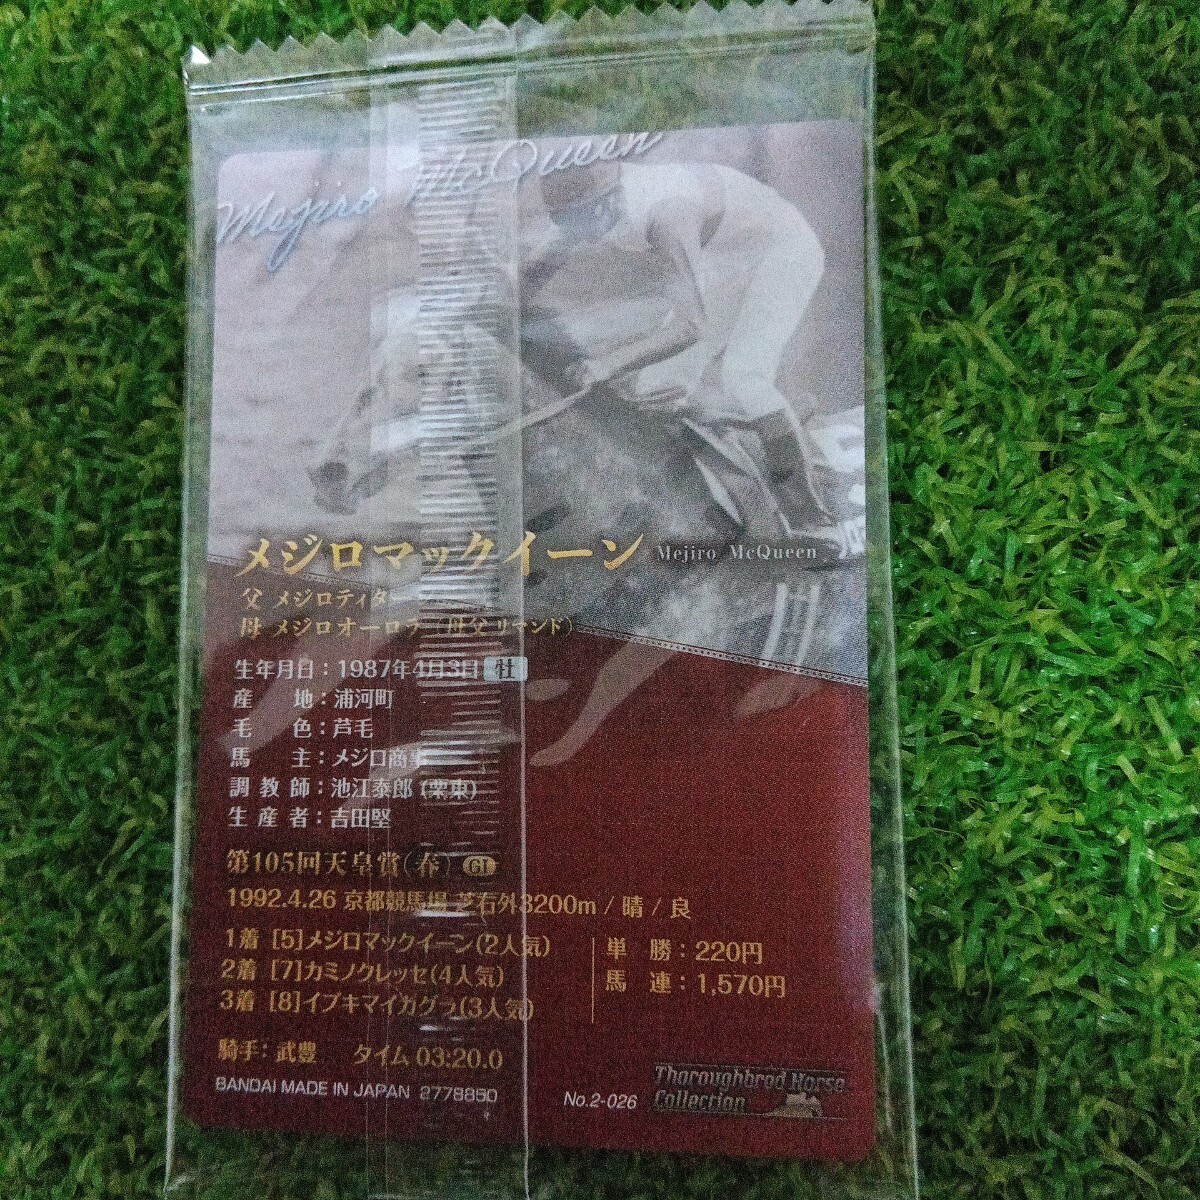 Mejiro McQueen
メジロマックイーン Mejiro McQueen
父 メジロティターン
母 メジロオーロラ(母父 リマンド)
生年月日：1987年4月3日 牡
産　地：浦河町
毛　色：芦毛
馬　主：メジロ商事
調教師：池江泰郎(栗東)
生産者：吉田堅
第105回天皇賞(春) GI
1992.4.26 京都競馬場 芝右外3200m / 晴 / 良
1着 [5]メジロマックイーン(2人気)
2着 [7]カミノクレッセ(4人気)
3着 [8]イブキマイカグラ(3人気)
単　勝：220円
馬　連：1,570円
騎手：武豊　タイム 03:20.0
BANDAI MADE IN JAPAN 2778860
No.2-026
Thoroughbred Horse
Collection